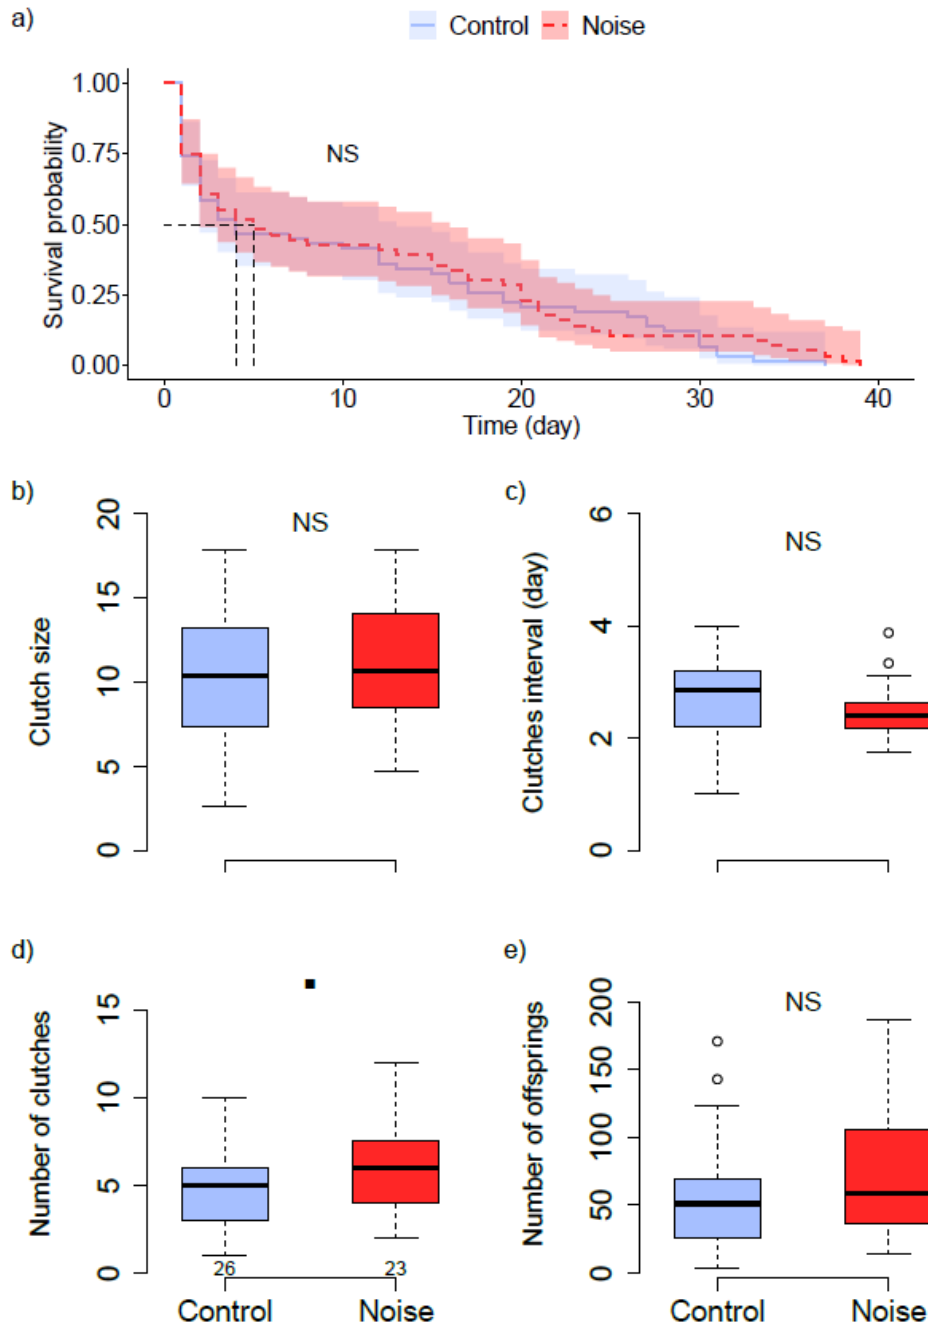 a)
Control Noise
Survival probability
1.00
0.75
0.50
0.25
0.00
NS
0 10 20 30 40
Time (day)
b)
Clutch size
20
15
10
5
0
NS
c)
Clutches interval (day)
6
4
2
0
NS
d)
Number of clutches
15
10
5
0
26 23
Control Noise
e)
Number of offsprings
200
150
100
50
0
NS
Control Noise